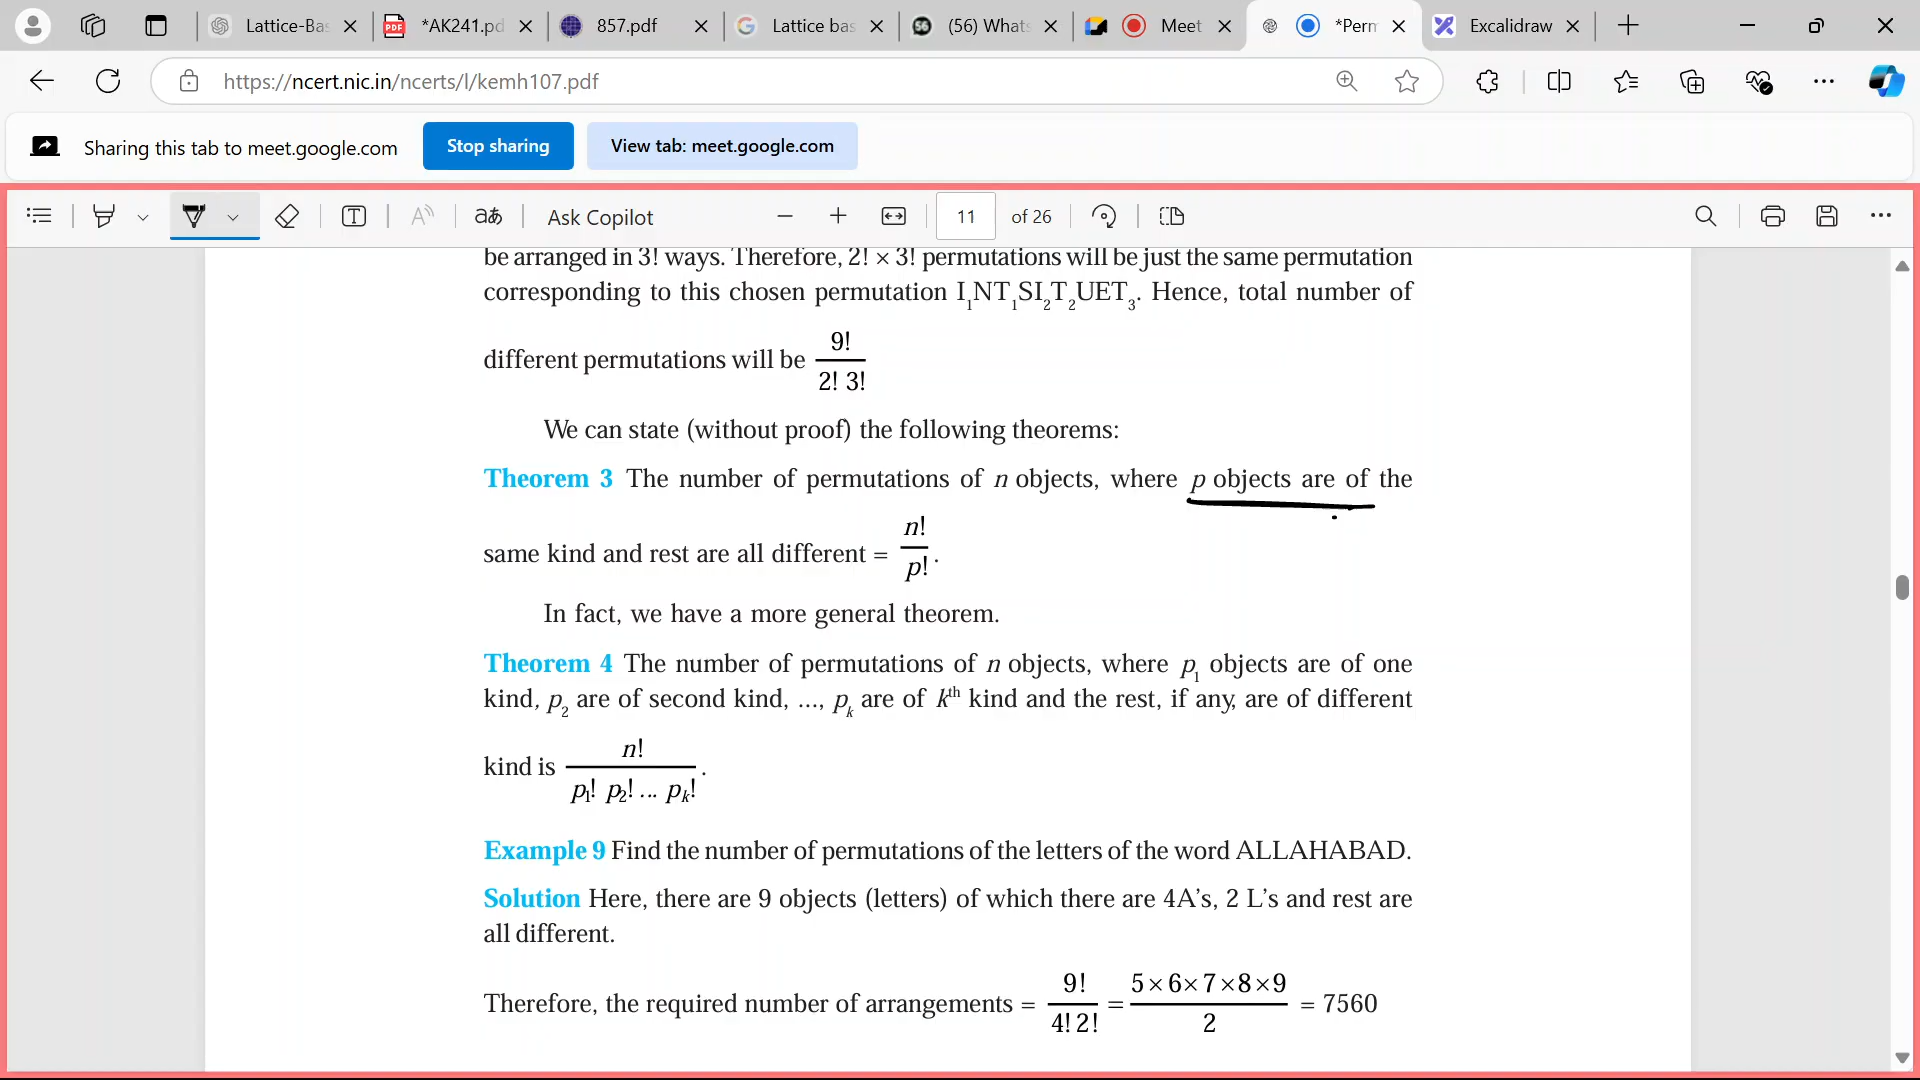 Lattice-Bas
*AK241.pd
857.pdf
Lattice bas
(56) Whats
Meet
*Perm
Excalidraw
https://ncert.nic.in/ncerts/l/kemh107.pdf
Sharing this tab to meet.google.com
Stop sharing
View tab: meet.google.com
Ask Copilot
11 of 26
be arranged in 3! ways. Therefore, 2! × 3! permutations will be just the same permutation
corresponding to this chosen permutation I₁NT₁SI₂T₂UET₃. Hence, total number of
different permutations will be 9! / 2! 3!
We can state (without proof) the following theorems:
Theorem 3 The number of permutations of n objects, where p objects are of the
same kind and rest are all different = n! / p! .
In fact, we have a more general theorem.
Theorem 4 The number of permutations of n objects, where p₁ objects are of one
kind, p₂ are of second kind, ..., pₖ are of kᵗʰ kind and the rest, if any, are of different
kind is n! / p₁! p₂! ... pₖ! .
Example 9 Find the number of permutations of the letters of the word ALLAHABAD.
Solution Here, there are 9 objects (letters) of which there are 4A's, 2 L's and rest are
all different.
Therefore, the required number of arrangements = 9! / 4! 2! = 5×6×7×8×9 / 2 = 7560